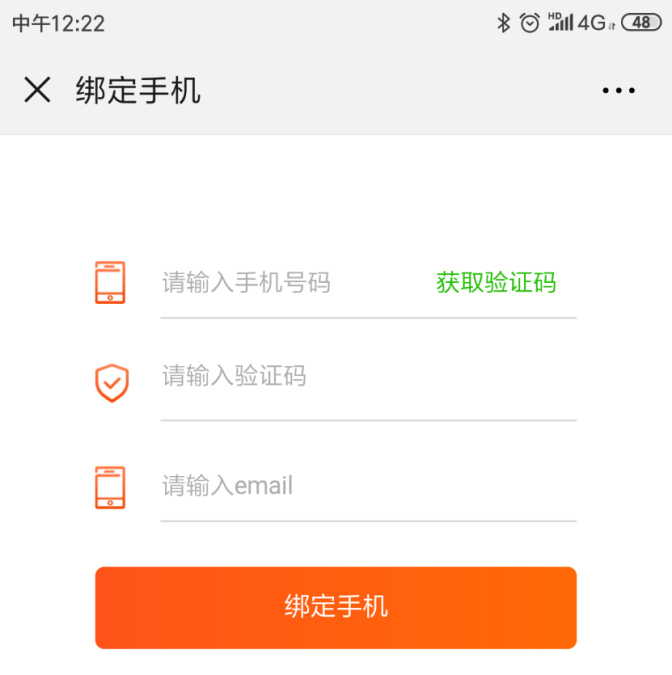 中午12:22 HD 4G 48
绑定手机
请输入手机号码 获取验证码
请输入验证码
请输入email
绑定手机